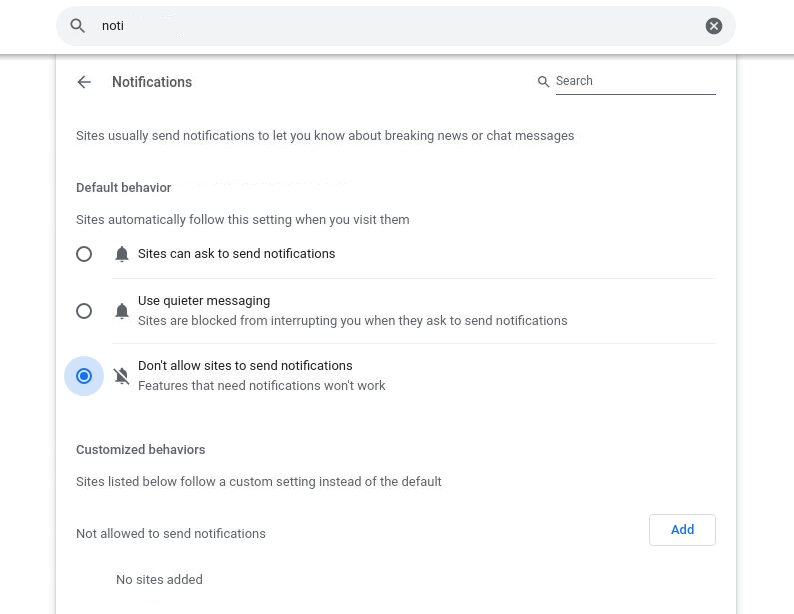 noti
Notifications
Search
Sites usually send notifications to let you know about breaking news or chat messages
Default behavior
Sites automatically follow this setting when you visit them
Sites can ask to send notifications
Use quieter messaging
Sites are blocked from interrupting you when they ask to send notifications
Don't allow sites to send notifications
Features that need notifications won't work
Customized behaviors
Sites listed below follow a custom setting instead of the default
Not allowed to send notifications
Add
No sites added